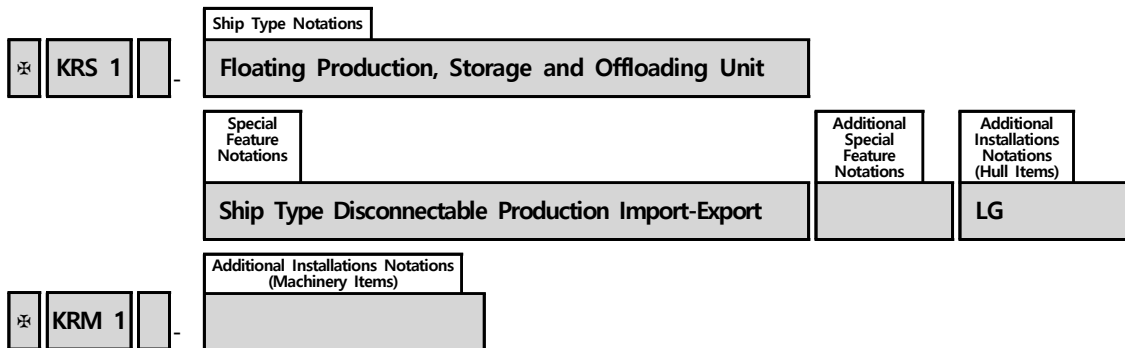 Ship Type Notations
✠ KRS 1 - Floating Production, Storage and Offloading Unit
Special
Feature
Notations
Additional
Special
Feature
Notations
Additional
Installations
Notations
(Hull Items)
Ship Type Disconnectable Production Import-Export LG
Additional Installations Notations
(Machinery Items)
✠ KRM 1 -